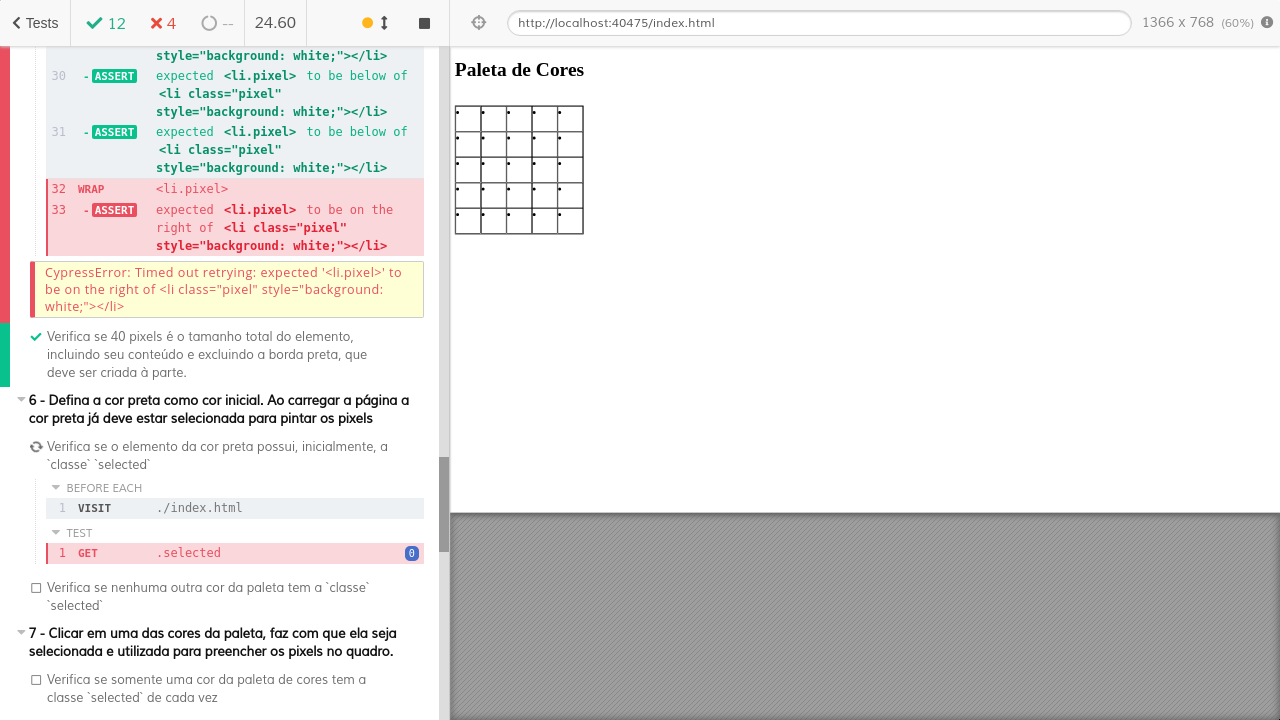 Tests
12
4
--
24.60
http://localhost:40475/index.html
1366 x 768 (60%)
style="background: white;"></li>
30 - ASSERT expected <li.pixel> to be below of
<li class="pixel"
style="background: white;"></li>
31 - ASSERT expected <li.pixel> to be below of
<li class="pixel"
style="background: white;"></li>
32 WRAP <li.pixel>
33 - ASSERT expected <li.pixel> to be on the
right of <li class="pixel"
style="background: white;"></li>
CypressError: Timed out retrying: expected '<li.pixel>' to
be on the right of <li class="pixel" style="background:
white;"></li>
Verifica se 40 pixels é o tamanho total do elemento,
incluindo seu conteúdo e excluindo a borda preta, que
deve ser criada à parte.
6 - Defina a cor preta como cor inicial. Ao carregar a página a
cor preta já deve estar selecionada para pintar os pixels
Verifica se o elemento da cor preta possui, inicialmente, a
`classe` `selected`
BEFORE EACH
1 VISIT ./index.html
TEST
1 GET .selected 0
Verifica se nenhuma outra cor da paleta tem a `classe`
`selected`
7 - Clicar em uma das cores da paleta, faz com que ela seja
selecionada e utilizada para preencher os pixels no quadro.
Verifica se somente uma cor da paleta de cores tem a
classe `selected` de cada vez
Paleta de Cores